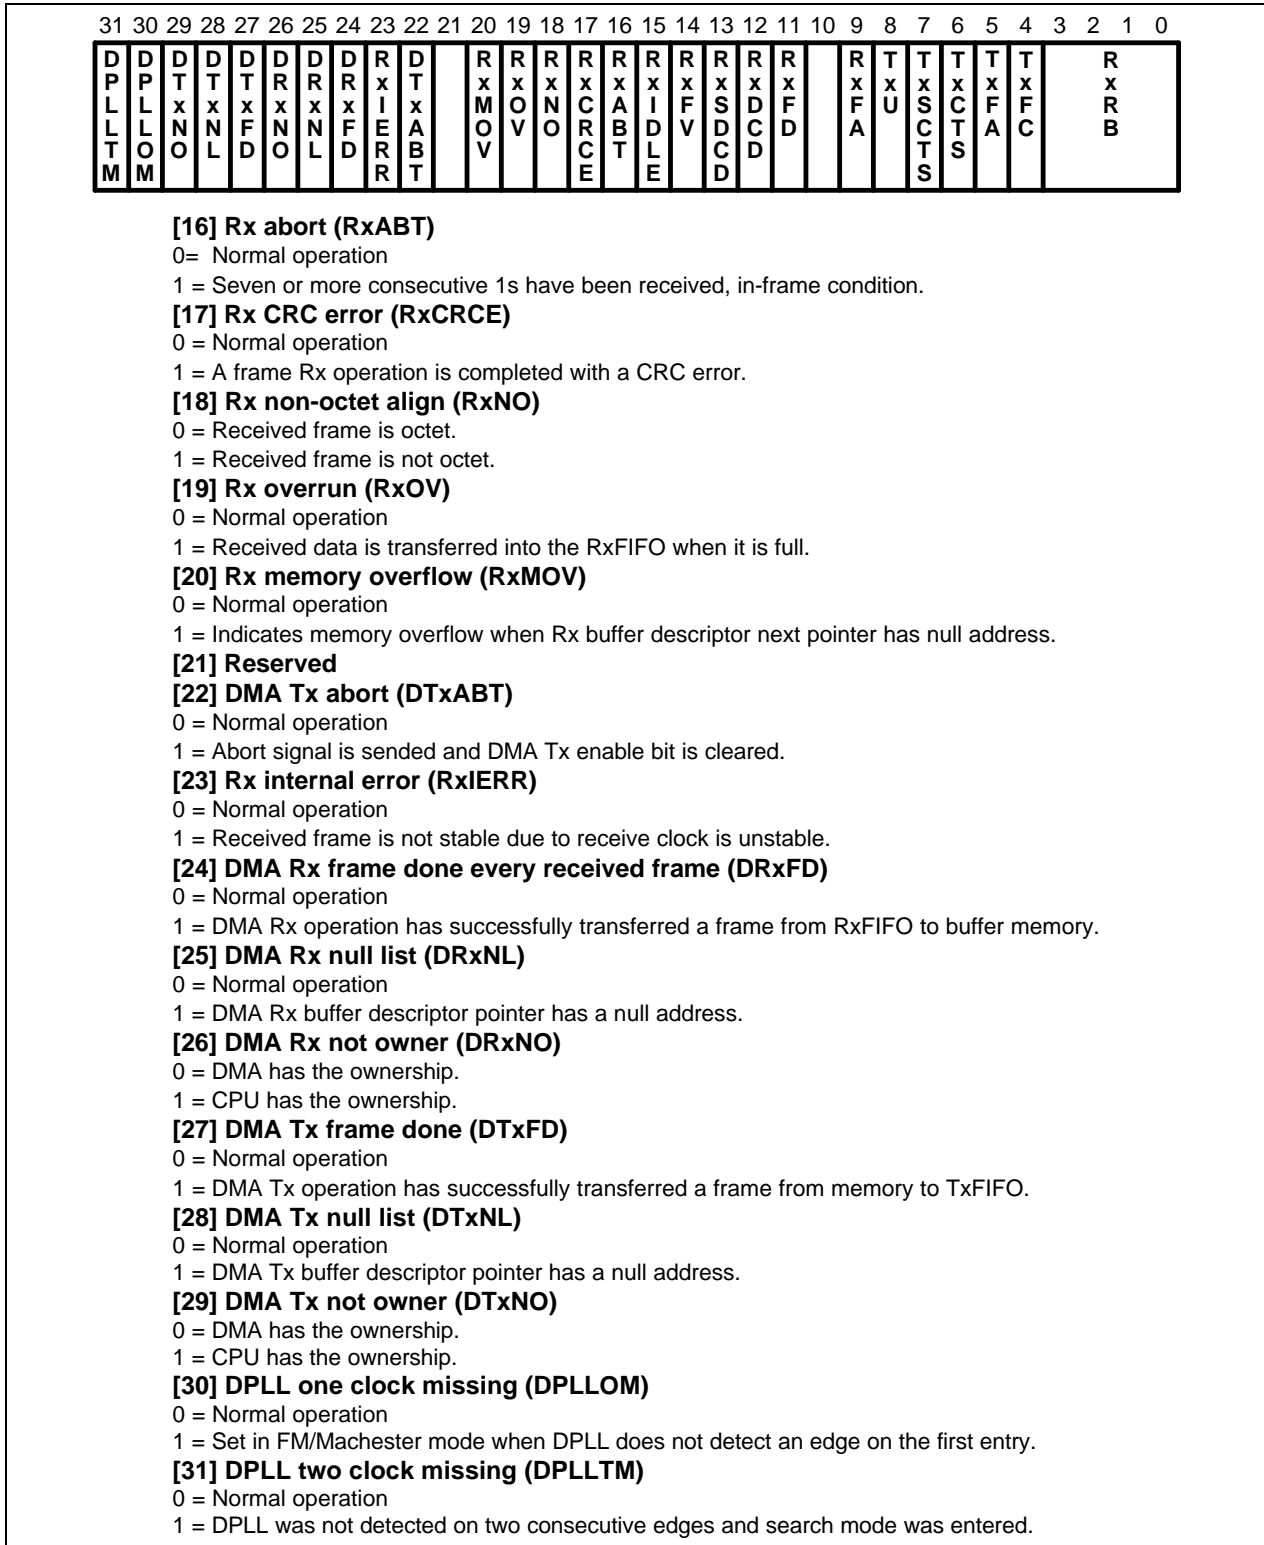 31 30 29 28 27 26 25 24 23 22 21 20 19 18 17 16 15 14 13 12 11 10 9 8 7 6 5 4 3 2 1 0
DPLLTM DPLLOM DTxNO DTxNL DTxFD DRxNO DRxNL DRxFD RxIERR DTxABT RxMOV RxOV RxNO RxCRCE RxABT RxIDLE RxFV RxSDCD RxDCD RxFD RxFA TxU TxSCTS TxCTS TxFA TxFC RxRB
[16] Rx abort (RxABT)
0= Normal operation
1 = Seven or more consecutive 1s have been received, in-frame condition.
[17] Rx CRC error (RxCRCE)
0 = Normal operation
1 = A frame Rx operation is completed with a CRC error.
[18] Rx non-octet align (RxNO)
0 = Received frame is octet.
1 = Received frame is not octet.
[19] Rx overrun (RxOV)
0 = Normal operation
1 = Received data is transferred into the RxFIFO when it is full.
[20] Rx memory overflow (RxMOV)
0 = Normal operation
1 = Indicates memory overflow when Rx buffer descriptor next pointer has null address.
[21] Reserved
[22] DMA Tx abort (DTxABT)
0 = Normal operation
1 = Abort signal is sended and DMA Tx enable bit is cleared.
[23] Rx internal error (RxIERR)
0 = Normal operation
1 = Received frame is not stable due to receive clock is unstable.
[24] DMA Rx frame done every received frame (DRxFD)
0 = Normal operation
1 = DMA Rx operation has successfully transferred a frame from RxFIFO to buffer memory.
[25] DMA Rx null list (DRxNL)
0 = Normal operation
1 = DMA Rx buffer descriptor pointer has a null address.
[26] DMA Rx not owner (DRxNO)
0 = DMA has the ownership.
1 = CPU has the ownership.
[27] DMA Tx frame done (DTxFD)
0 = Normal operation
1 = DMA Tx operation has successfully transferred a frame from memory to TxFIFO.
[28] DMA Tx null list (DTxNL)
0 = Normal operation
1 = DMA Tx buffer descriptor pointer has a null address.
[29] DMA Tx not owner (DTxNO)
0 = DMA has the ownership.
1 = CPU has the ownership.
[30] DPLL one clock missing (DPLLOM)
0 = Normal operation
1 = Set in FM/Machester mode when DPLL does not detect an edge on the first entry.
[31] DPLL two clock missing (DPLLTM)
0 = Normal operation
1 = DPLL was not detected on two consecutive edges and search mode was entered.